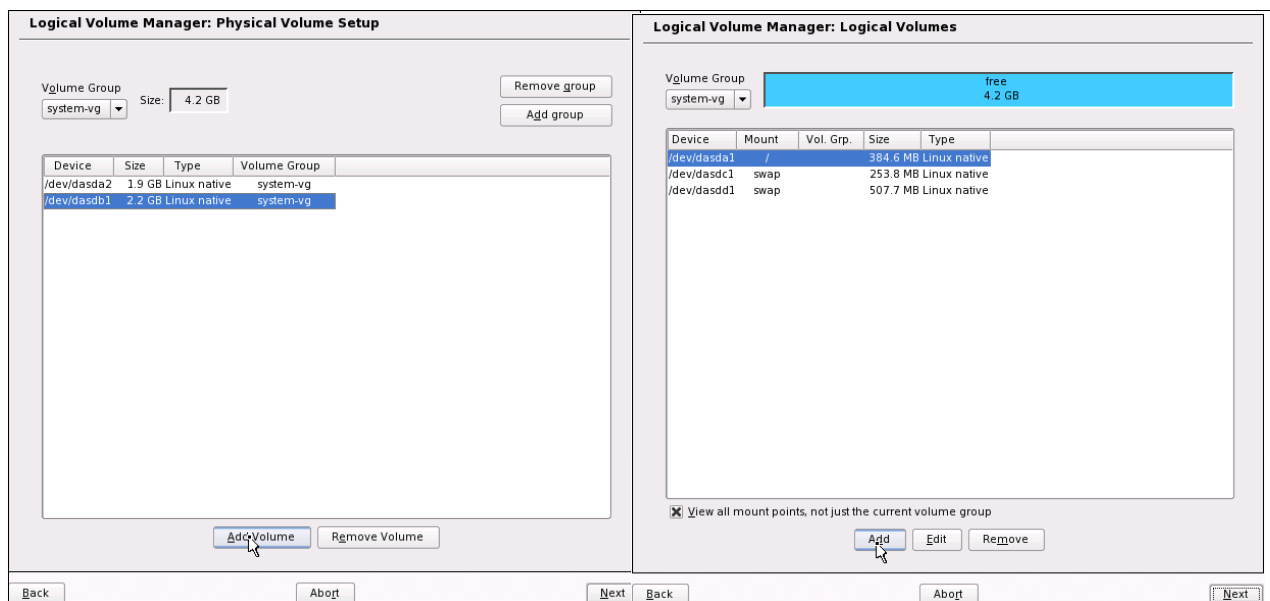 Logical Volume Manager: Physical Volume Setup
Volume Group
system-vg
Size:
4.2 GB
Remove group
Add group
Device Size Type Volume Group
/dev/dasda2 1.9 GB Linux native system-vg
/dev/dasdb1 2.2 GB Linux native system-vg
Add Volume
Remove Volume
Back
Abort
Next
Logical Volume Manager: Logical Volumes
Volume Group
system-vg
free
4.2 GB
Device Mount Vol. Grp. Size Type
/dev/dasda1 / 384.6 MB Linux native
/dev/dasdc1 swap 253.8 MB Linux native
/dev/dasdd1 swap 507.7 MB Linux native
View all mount points, not just the current volume group
Add
Edit
Remove
Back
Abort
Next